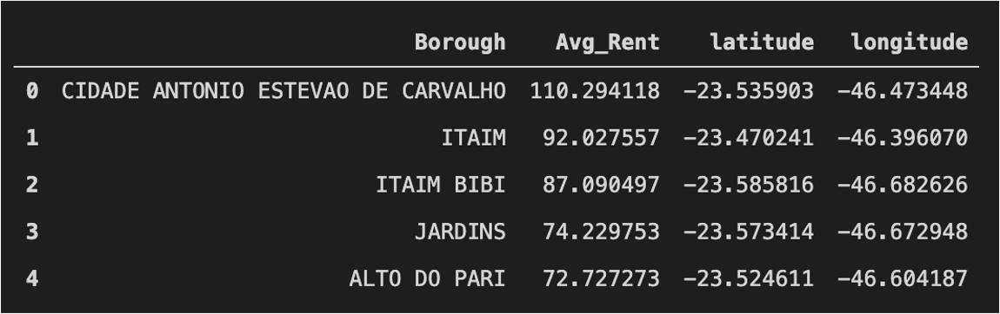 Borough Avg_Rent latitude longitude
0 CIDADE ANTONIO ESTEVAO DE CARVALHO 110.294118 -23.535903 -46.473448
1 ITAIM 92.027557 -23.470241 -46.396070
2 ITAIM BIBI 87.090497 -23.585816 -46.682626
3 JARDINS 74.229753 -23.573414 -46.672948
4 ALTO DO PARI 72.727273 -23.524611 -46.604187